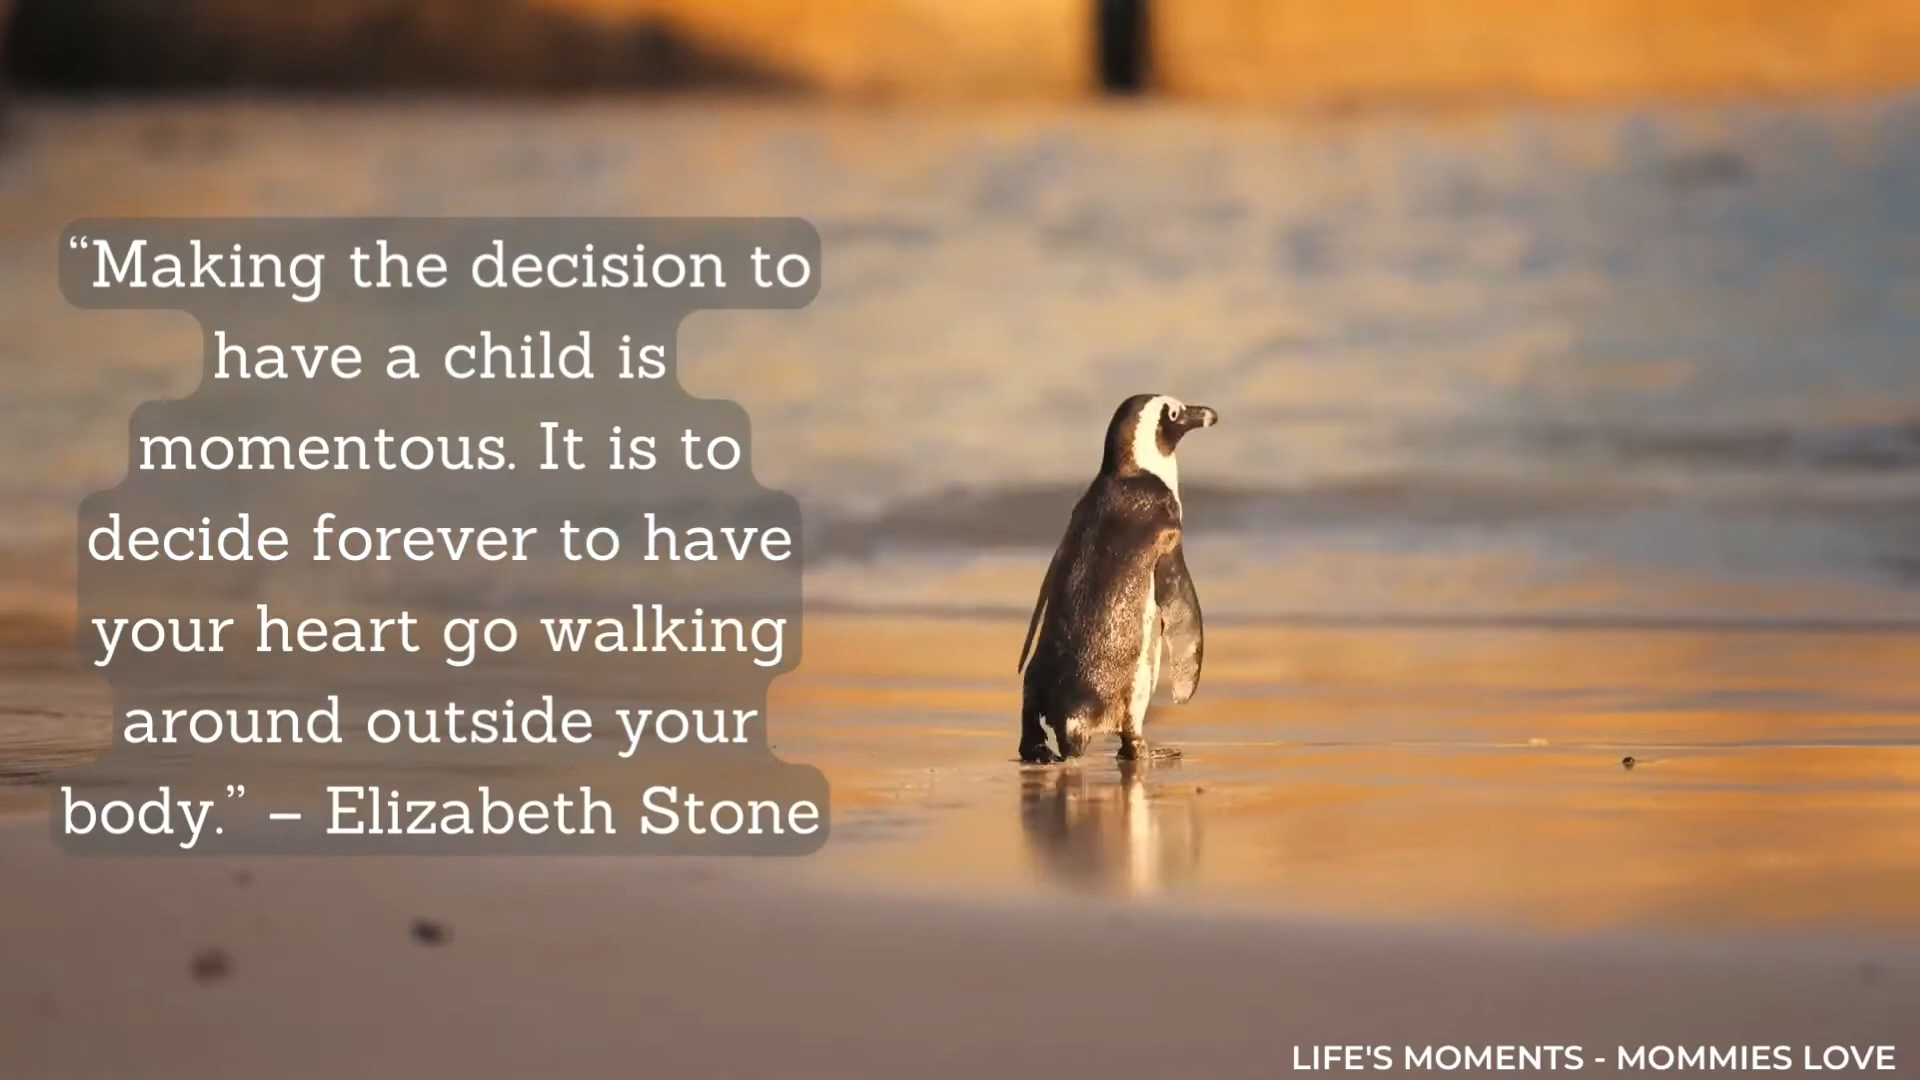 “Making the decision to
have a child is
momentous. It is to
decide forever to have
your heart go walking
around outside your
body.” – Elizabeth Stone
LIFE'S MOMENTS - MOMMIES LOVE